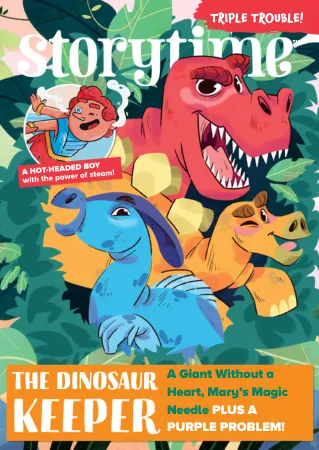 TRIPLE TROUBLE!
storytime
A HOT-HEADED BOY
with the power of steam!
THE DINOSAUR
KEEPER
A Giant Without a
Heart, Mary's Magic
Needle PLUS A
PURPLE PROBLEM!